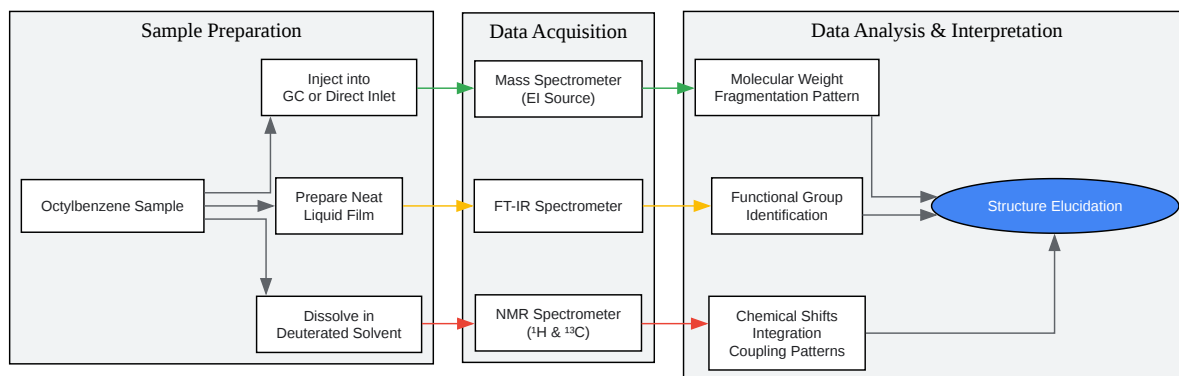 Sample Preparation
Data Acquisition
Data Analysis & Interpretation
Inject into
GC or Direct Inlet
Mass Spectrometer
(EI Source)
Molecular Weight
Fragmentation Pattern
Octylbenzene Sample
Prepare Neat
Liquid Film
FT-IR Spectrometer
Functional Group
Identification
Structure Elucidation
Dissolve in
Deuterated Solvent
NMR Spectrometer
(¹H & ¹³C)
Chemical Shifts
Integration
Coupling Patterns